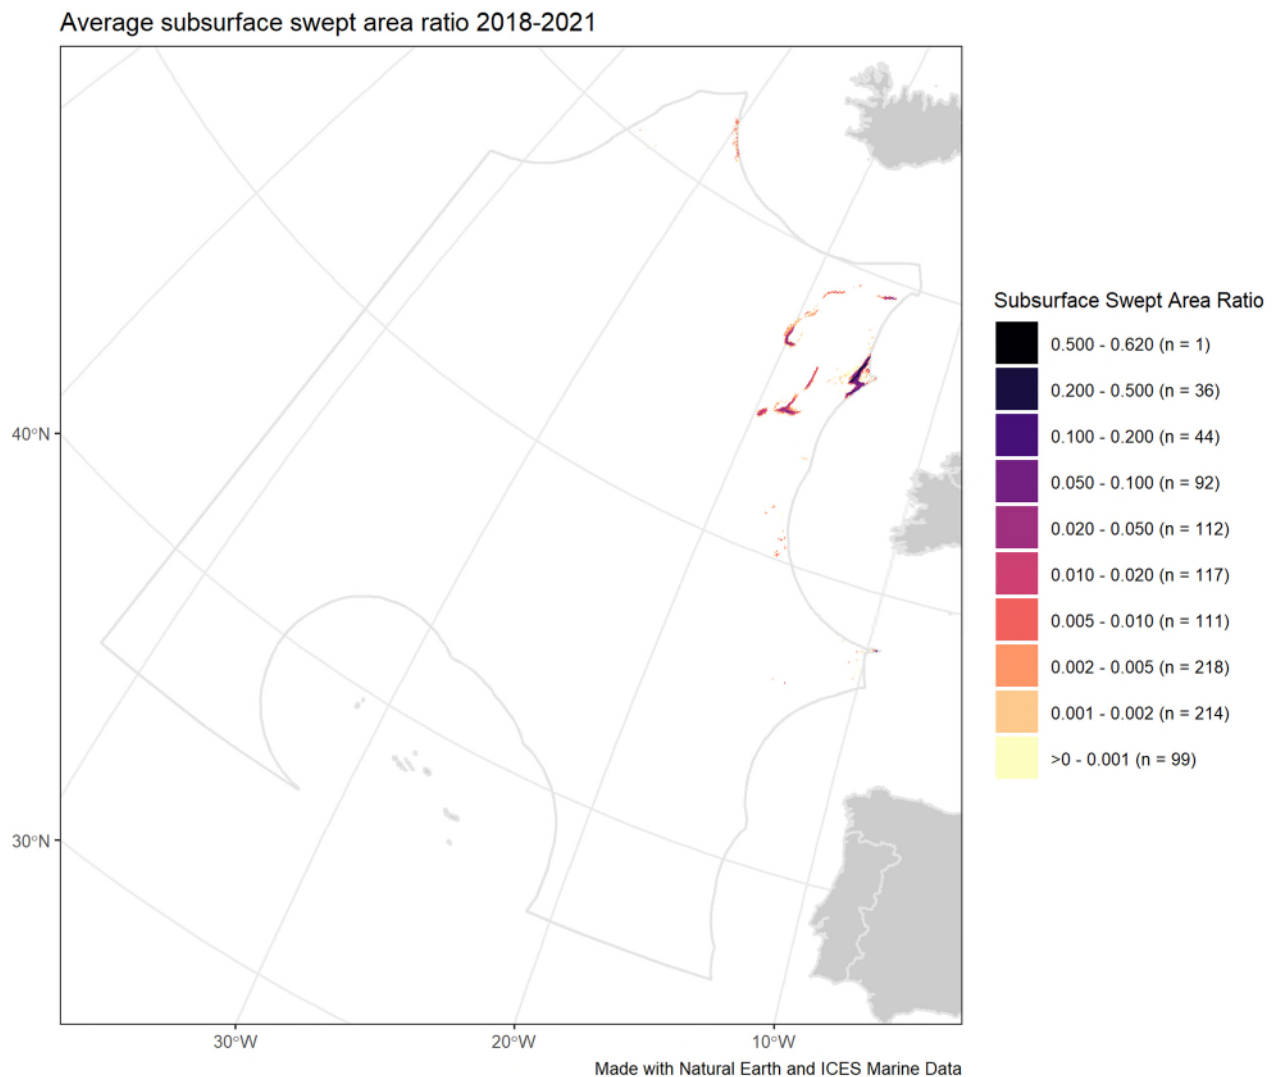 Average subsurface swept area ratio 2018-2021
Subsurface Swept Area Ratio
0.500 - 0.620 (n = 1)
0.200 - 0.500 (n = 36)
0.100 - 0.200 (n = 44)
0.050 - 0.100 (n = 92)
0.020 - 0.050 (n = 112)
0.010 - 0.020 (n = 117)
0.005 - 0.010 (n = 111)
0.002 - 0.005 (n = 218)
0.001 - 0.002 (n = 214)
>0 - 0.001 (n = 99)
40°N
30°N
30°W
20°W
10°W
Made with Natural Earth and ICES Marine Data